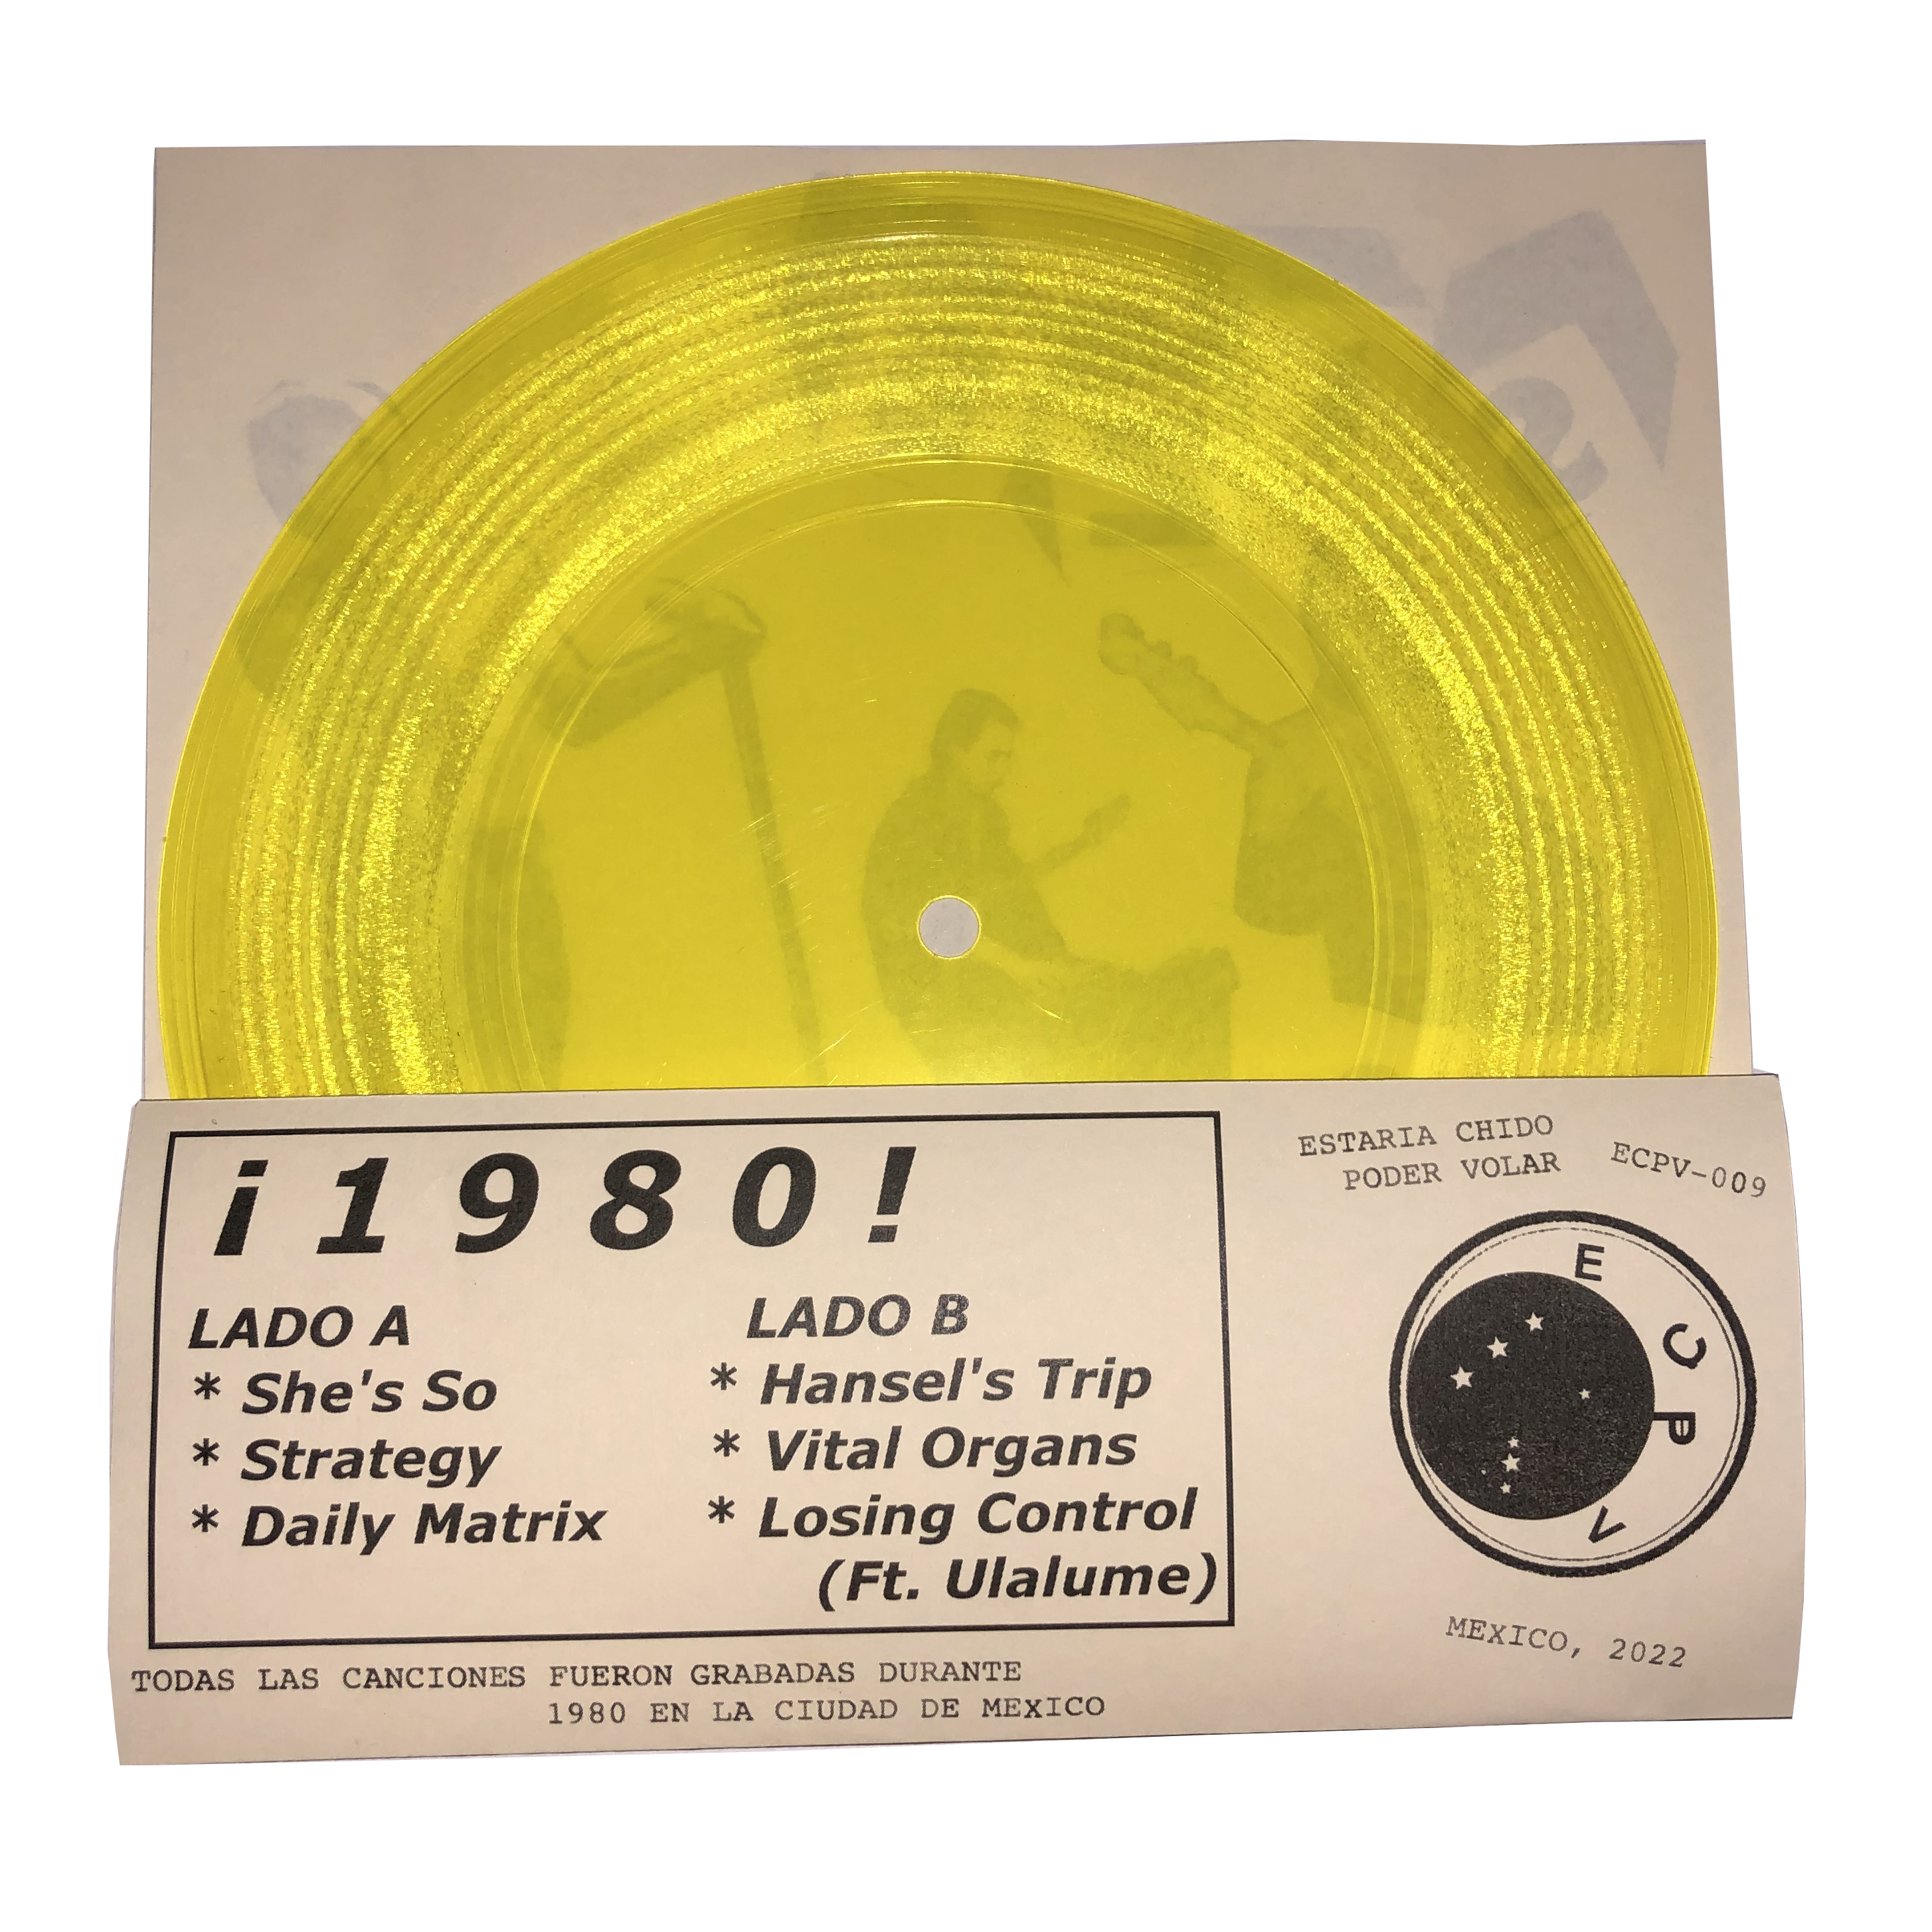 ¡1980!
LADO A
* She's So
* Strategy
* Daily Matrix
LADO B
* Hansel's Trip
* Vital Organs
* Losing Control
(Ft. Ulalume)
TODAS LAS CANCIONES FUERON GRABADAS DURANTE
1980 EN LA CIUDAD DE MEXICO
ESTARIA CHIDO
PODER VOLAR
ECPV-009
E C P V
MEXICO, 2022